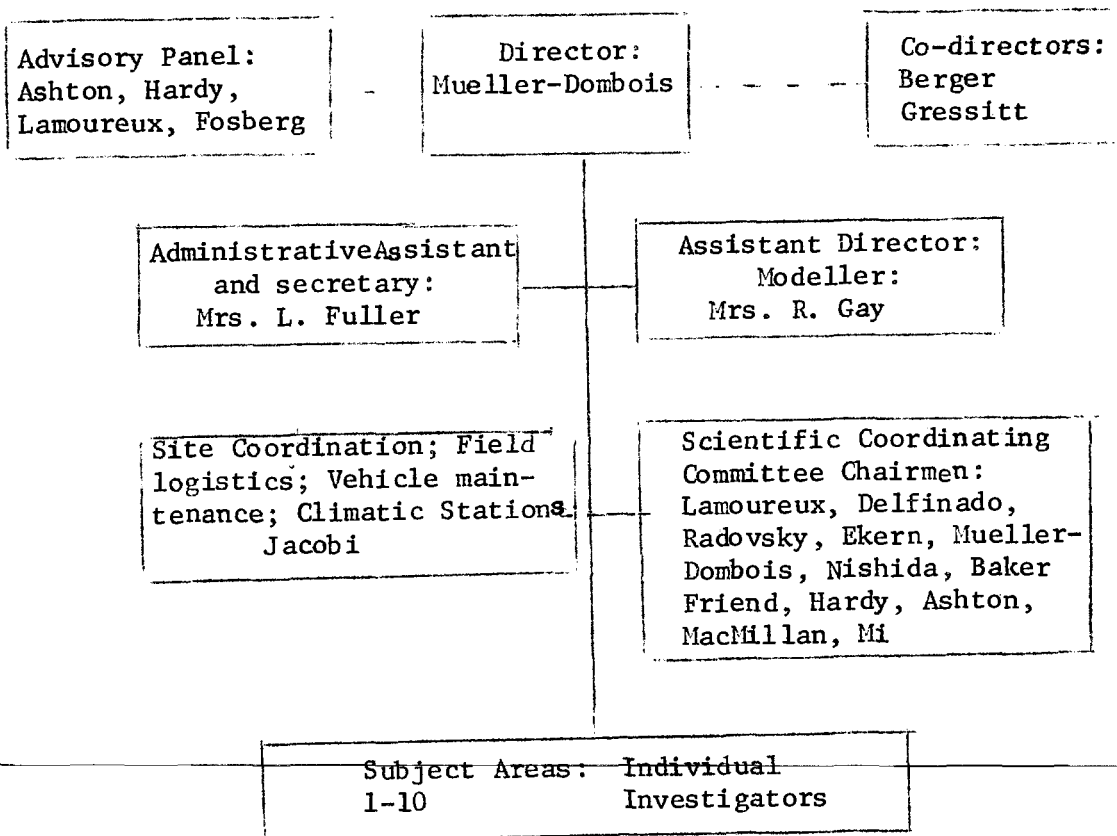 Advisory Panel:
Ashton, Hardy,
Lamoureux, Fosberg
Director:
Mueller-Dombois
Co-directors:
Berger
Gressitt
AdministrativeAssistant
and secretary:
Mrs. L. Fuller
Assistant Director:
Modeller:
Mrs. R. Gay
Site Coordination; Field
logistics; Vehicle main-
tenance; Climatic Stations
Jacobi
Scientific Coordinating
Committee Chairmen:
Lamoureux, Delfinado,
Radovsky, Ekern, Mueller-
Dombois, Nishida, Baker
Friend, Hardy, Ashton,
MacMillan, Mi
Subject Areas: Individual
1-10 Investigators